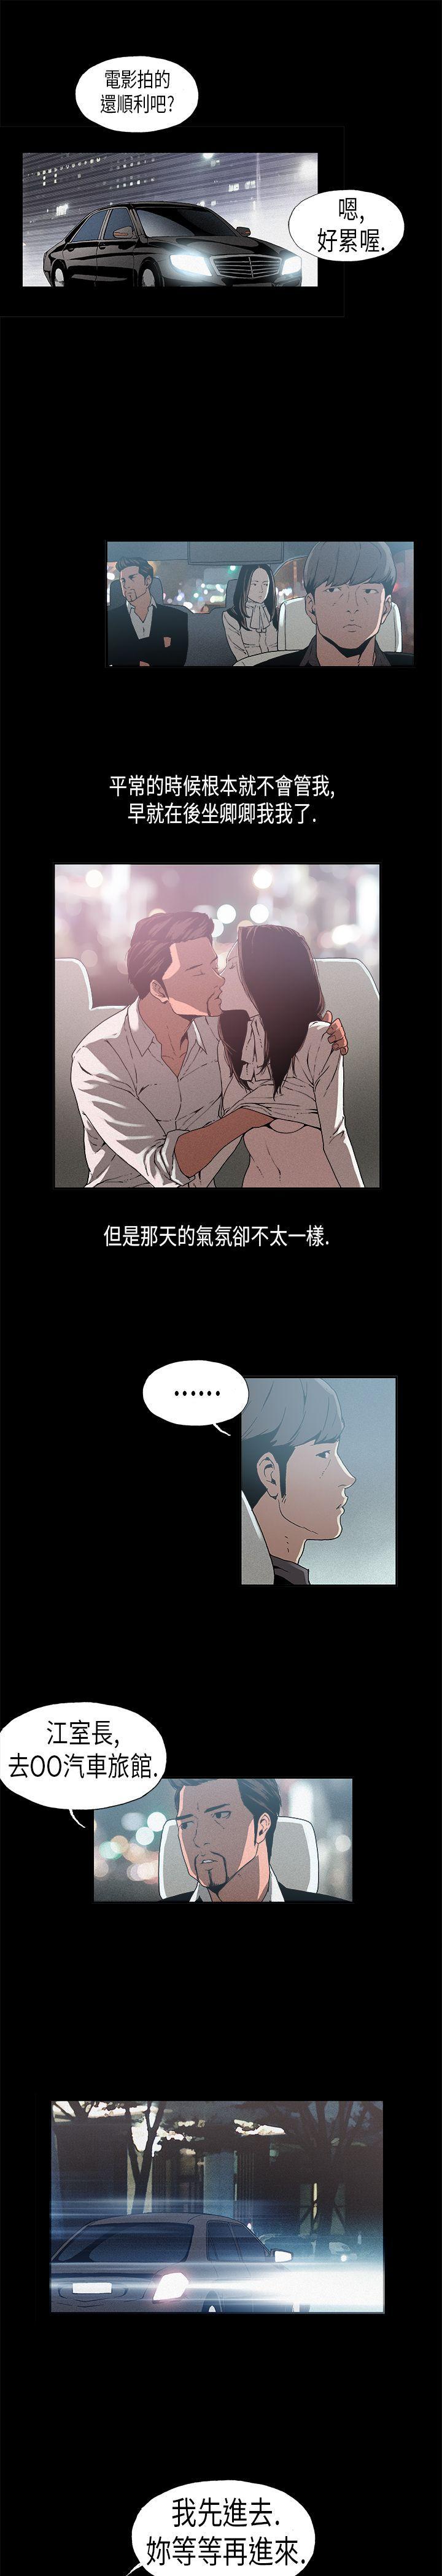 電影拍的
還順利吧?
嗯,
好累喔.
平常的時候根本就不會管我,
早就在後坐卿卿我我了.
但是那天的氣氛卻不太一樣.
......
江室長,
去OO汽車旅館.
我先進去.
妳等等再進來.